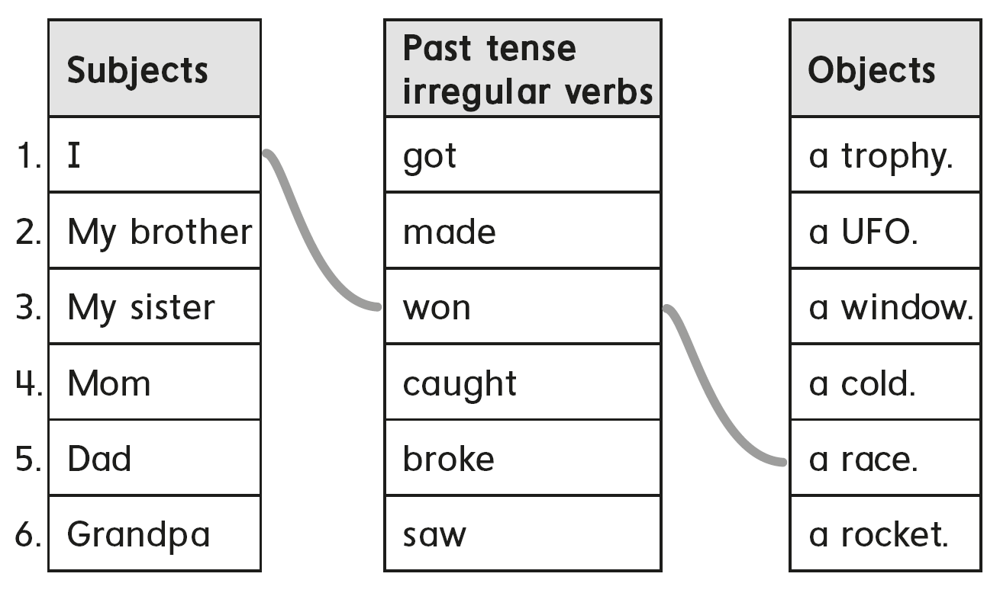 Subjects Past tense irregular verbs Objects
1. I got a trophy.
2. My brother made a UFO.
3. My sister won a window.
4. Mom caught a cold.
5. Dad broke a race.
6. Grandpa saw a rocket.